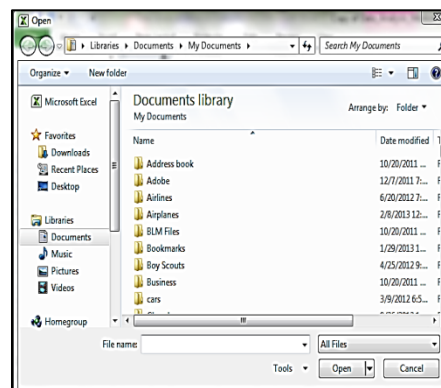 Open
Libraries ▸ Documents ▸ My Documents ▸
Search My Documents
Organize ▾ New folder
Microsoft Excel
Favorites
Downloads
Recent Places
Desktop
Libraries
Documents
Music
Pictures
Videos
Homegroup
Documents library
My Documents
Arrange by: Folder ▾
Name Date modified
Address book 10/20/2011 ...
Adobe 12/7/2011 7:...
Airlines 6/20/2012 7:...
Airplanes 2/8/2013 12:...
BLM Files 10/20/2011 ...
Bookmarks 1/29/2013 1...
Boy Scouts 4/25/2012 9:...
Business 10/20/2011 ...
cars 3/9/2012 6:5...
File name: All Files
Tools Open Cancel